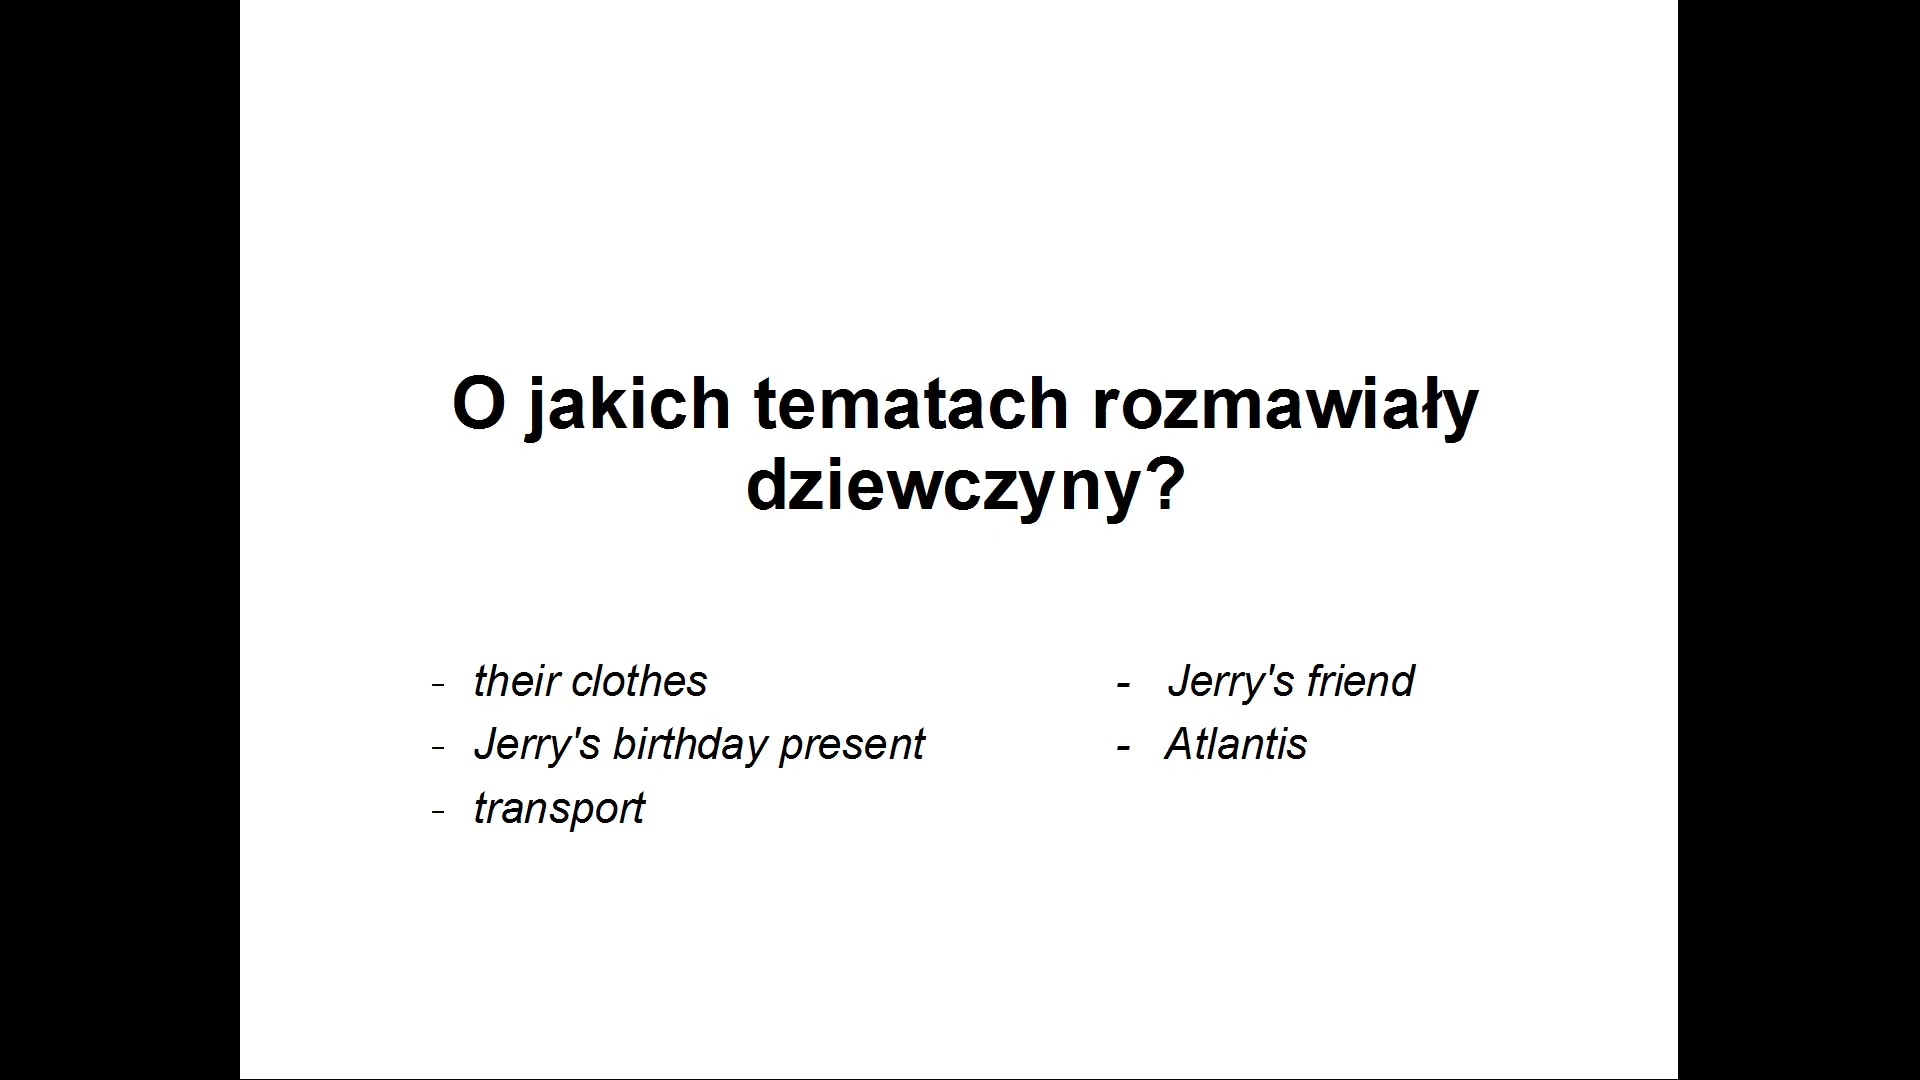 O jakich tematach rozmawiały
dziewczyny?
- their clothes
- Jerry's birthday present
- transport
- Jerry's friend
- Atlantis